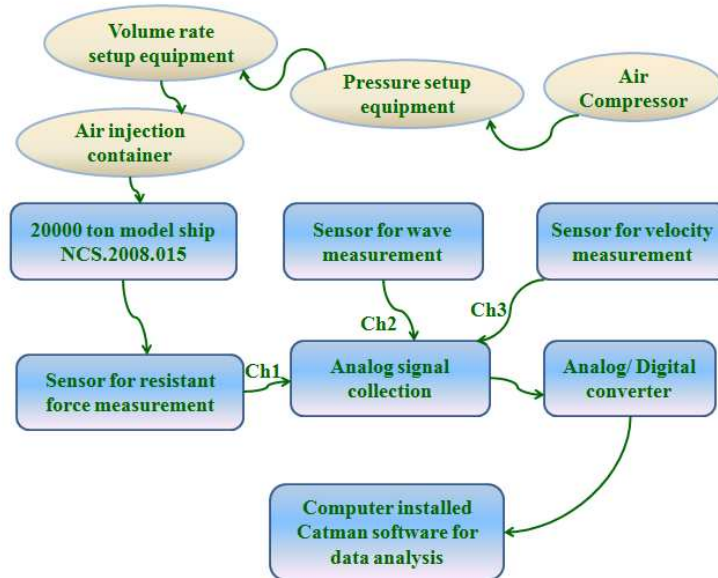 Volume rate
setup equipment
Pressure setup
equipment
Air
Compressor
Air injection
container
20000 ton model ship
NCS.2008.015
Sensor for wave
measurement
Sensor for velocity
measurement
Ch2
Ch3
Sensor for resistant
force measurement
Ch1
Analog signal
collection
Analog/ Digital
converter
Computer installed
Catman software for
data analysis